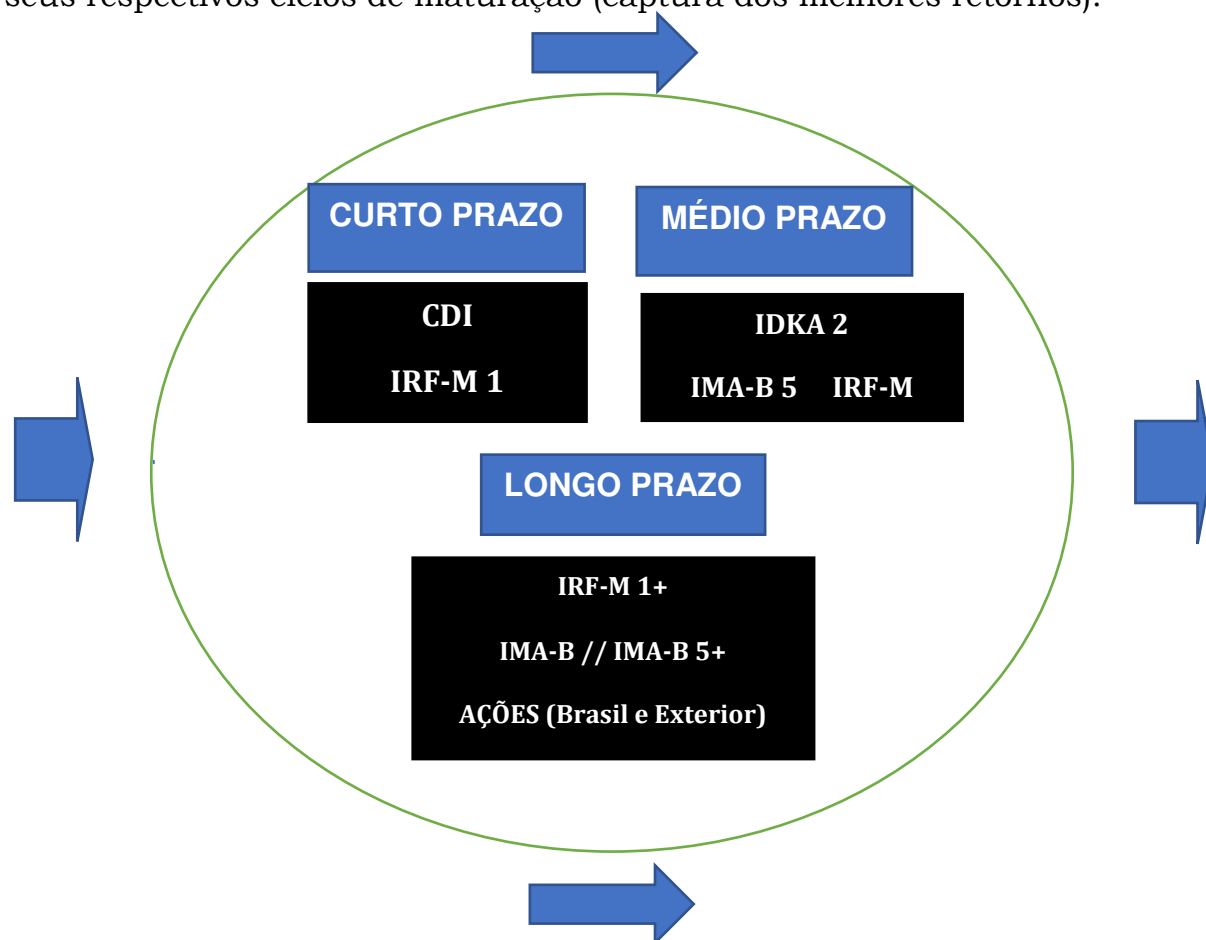 seus respectivos ciclos de maturação (captura dos melhores retornos).
CURTO PRAZO
CDI
IRF-M 1
MÉDIO PRAZO
IDKA 2
IMA-B 5 IRF-M
LONGO PRAZO
IRF-M 1+
IMA-B // IMA-B 5+
AÇÕES (Brasil e Exterior)